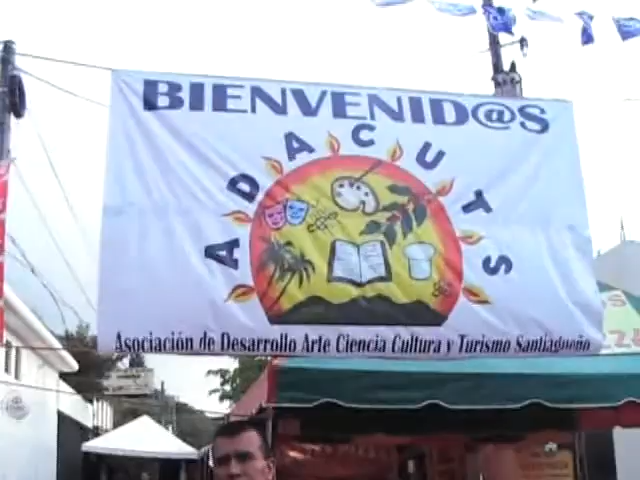 BIENVENID@S
ADACUTS
Asociación de Desarrollo Arte Ciencia Cultura y Turismo Santiagueño